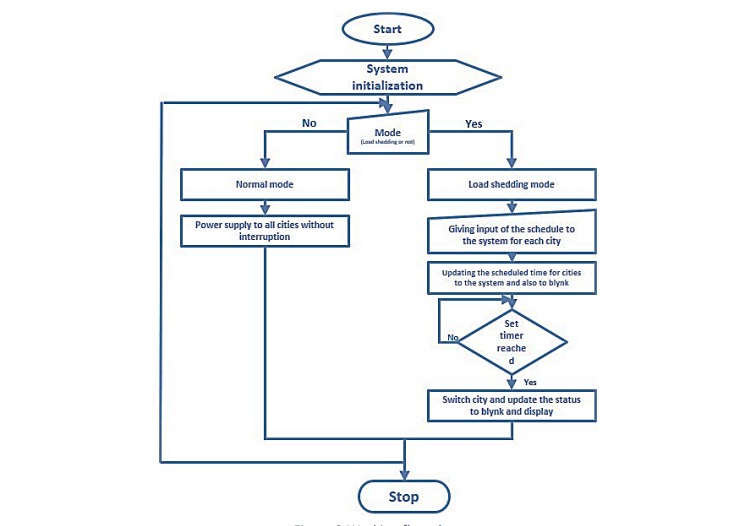 Start
System
initialization
Mode
(Load shedding or not)
No
Yes
Normal mode
Load shedding mode
Power supply to all cities without
interruption
Giving input of the schedule to
the system for each city
Updating the scheduled time for cities
to the system and also to blynk
Set
timer
reache
d
No
Yes
Switch city and update the status
to blynk and display
Stop